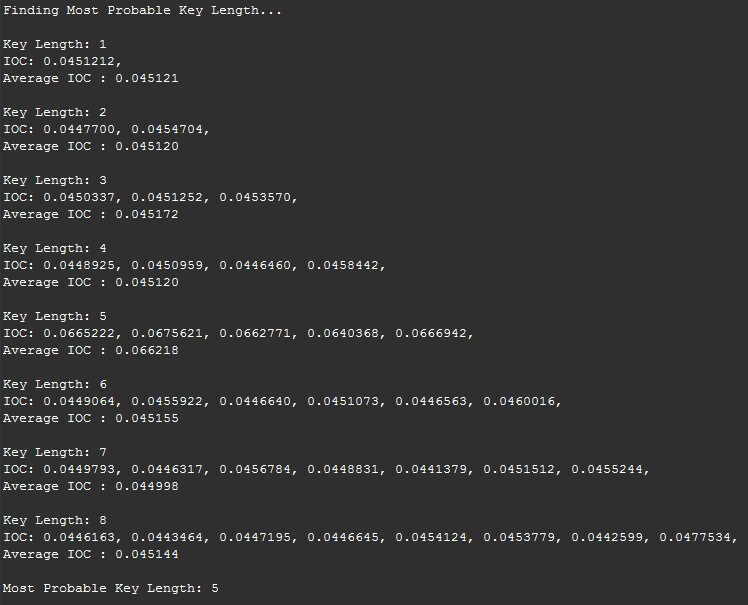 Finding Most Probable Key Length...
Key Length: 1
IOC: 0.0451212,
Average IOC : 0.045121
Key Length: 2
IOC: 0.0447700, 0.0454704,
Average IOC : 0.045120
Key Length: 3
IOC: 0.0450337, 0.0451252, 0.0453570,
Average IOC : 0.045172
Key Length: 4
IOC: 0.0448925, 0.0450959, 0.0446460, 0.0458442,
Average IOC : 0.045120
Key Length: 5
IOC: 0.0665222, 0.0675621, 0.0662771, 0.0640368, 0.0666942,
Average IOC : 0.066218
Key Length: 6
IOC: 0.0449064, 0.0455922, 0.0446640, 0.0451073, 0.0446563, 0.0460016,
Average IOC : 0.045155
Key Length: 7
IOC: 0.0449793, 0.0446317, 0.0456784, 0.0448831, 0.0441379, 0.0451512, 0.0455244,
Average IOC : 0.044998
Key Length: 8
IOC: 0.0446163, 0.0443464, 0.0447195, 0.0446645, 0.0454124, 0.0453779, 0.0442599, 0.0477534,
Average IOC : 0.045144
Most Probable Key Length: 5